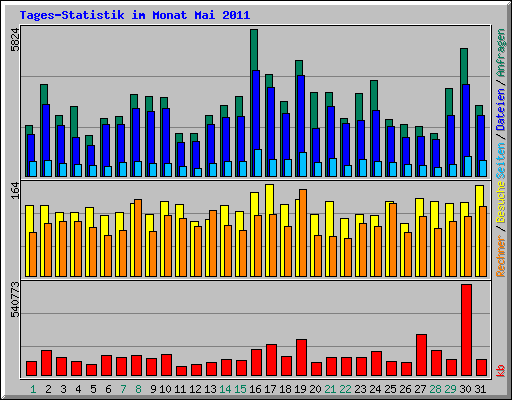 Tages-Statistik im Monat Mai 2011
5824
164
540773
Rechner / Besuche Seiten / Dateien / Anfragen
kb
1 2 3 4 5 6 7 8 9 10 11 12 13 14 15 16 17 18 19 20 21 22 23 24 25 26 27 28 29 30 31